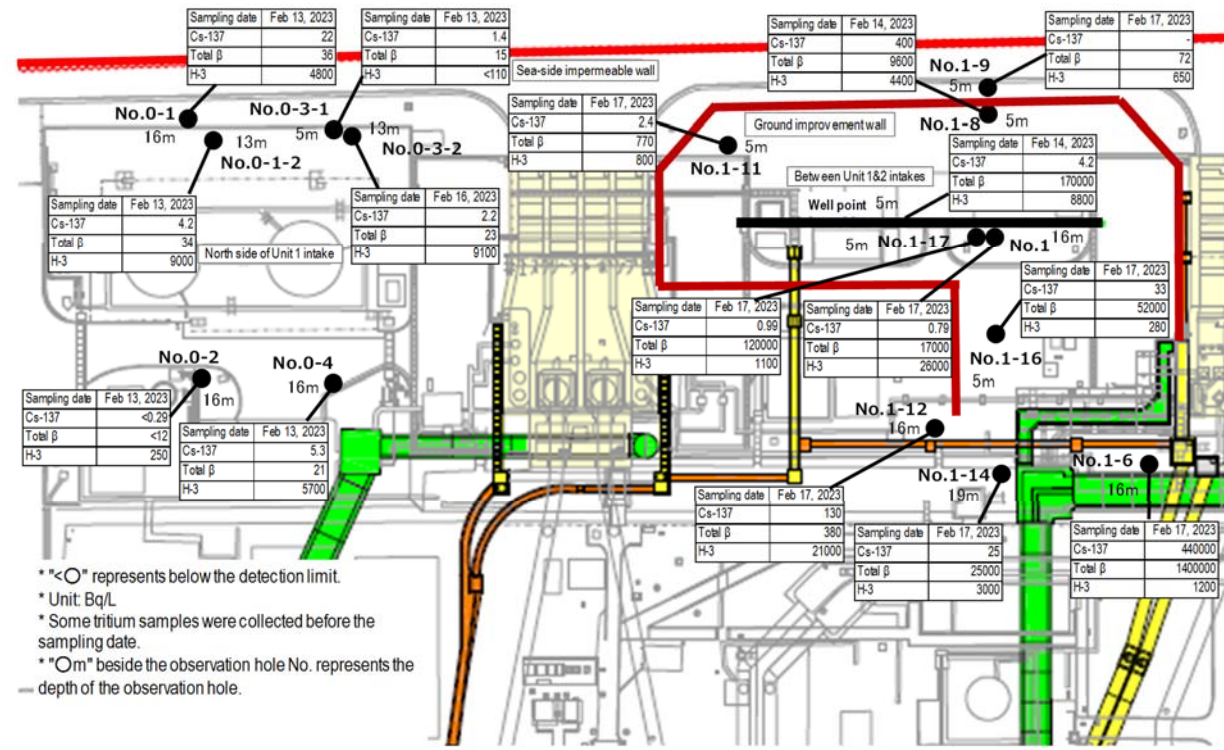 Sampling date Feb 13, 2023
Cs-137 22
Total β 36
H-3 4800
Sampling date Feb 13, 2023
Cs-137 1.4
Total β 15
H-3 <110
Sampling date Feb 14, 2023
Cs-137 400
Total β 9600
H-3 4400
Sampling date Feb 17, 2023
Cs-137 -
Total β 72
H-3 650
Sea-side impermeable wall
No.1-9
5m
No.0-1
16m
No.0-3-1
5m
13m
No.0-3-2
13m
No.0-1-2
Sampling date Feb 17, 2023
Cs-137 2.4
Total β 770
H-3 800
5m
No.1-11
Ground improvement wall
No.1-8
5m
Sampling date Feb 14, 2023
Cs-137 4.2
Total β 170000
H-3 8800
Between Unit 1&2 intakes
Well point 5m
Sampling date Feb 13, 2023
Cs-137 4.2
Total β 34
H-3 9000
North side of Unit 1 intake
Sampling date Feb 16, 2023
Cs-137 2.2
Total β 23
H-3 9100
5m
No.1-17
No.1
16m
Sampling date Feb 17, 2023
Cs-137 33
Total β 52000
H-3 280
Sampling date Feb 17, 2023
Cs-137 0.99
Total β 120000
H-3 1100
Sampling date Feb 17, 2023
Cs-137 0.79
Total β 17000
H-3 26000
No.1-16
5m
No.0-2
16m
No.0-4
16m
Sampling date Feb 13, 2023
Cs-137 <0.29
Total β <12
H-3 250
Sampling date Feb 13, 2023
Cs-137 5.3
Total β 21
H-3 5700
No.1-12
16m
No.1-14
19m
No.1-6
16m
Sampling date Feb 17, 2023
Cs-137 130
Total β 380
H-3 21000
Sampling date Feb 17, 2023
Cs-137 25
Total β 25000
H-3 3000
Sampling date Feb 17, 2023
Cs-137 440000
Total β 1400000
H-3 1200
* "<○" represents below the detection limit.
* Unit: Bq/L
* Some tritium samples were collected before the
sampling date.
* "○m" beside the observation hole No. represents the
depth of the observation hole.